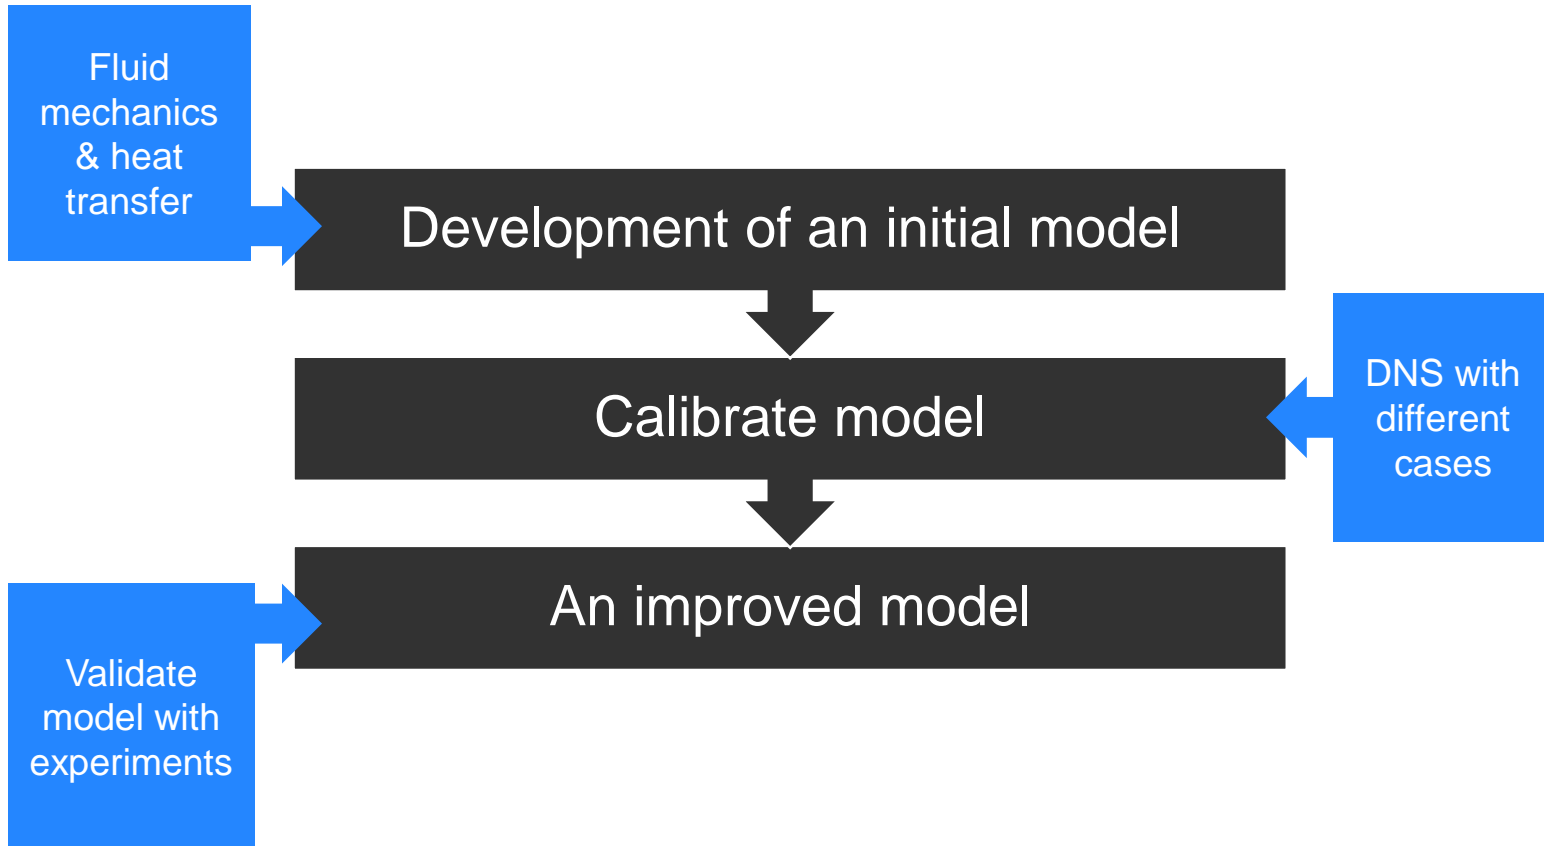 Fluid
mechanics
& heat
transfer
Development of an initial model
Calibrate model
DNS with
different
cases
An improved model
Validate
model with
experiments